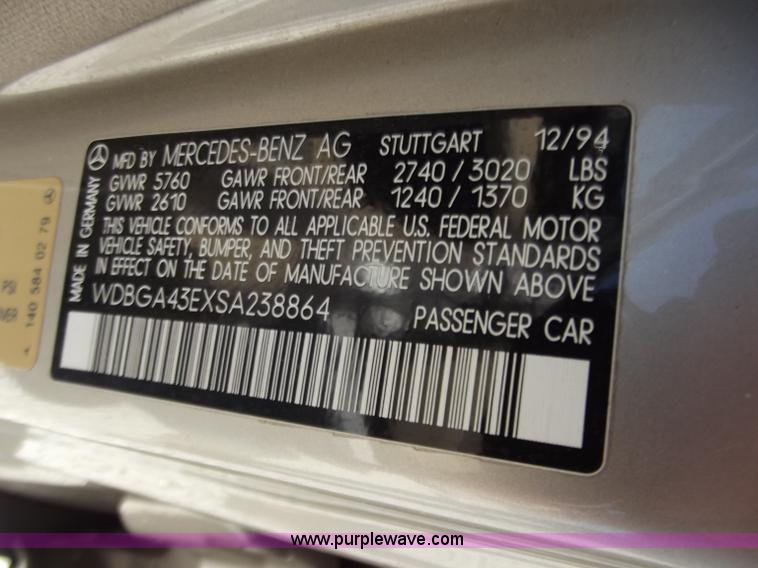 MFD BY MERCEDES-BENZ AG STUTTGART 12/94
GVWR 5760 GAWR FRONT/REAR 2740 / 3020 LBS
GVWR 2610 GAWR FRONT/REAR 1240 / 1370 KG
THIS VEHICLE CONFORMS TO ALL APPLICABLE U.S. FEDERAL MOTOR
VEHICLE SAFETY, BUMPER, AND THEFT PREVENTION STANDARDS
IN EFFECT ON THE DATE OF MANUFACTURE SHOWN ABOVE
WDBGA43EXSA238864 PASSENGER CAR
MADE IN GERMANY
A 140 584 02 79
www.purplewave.com